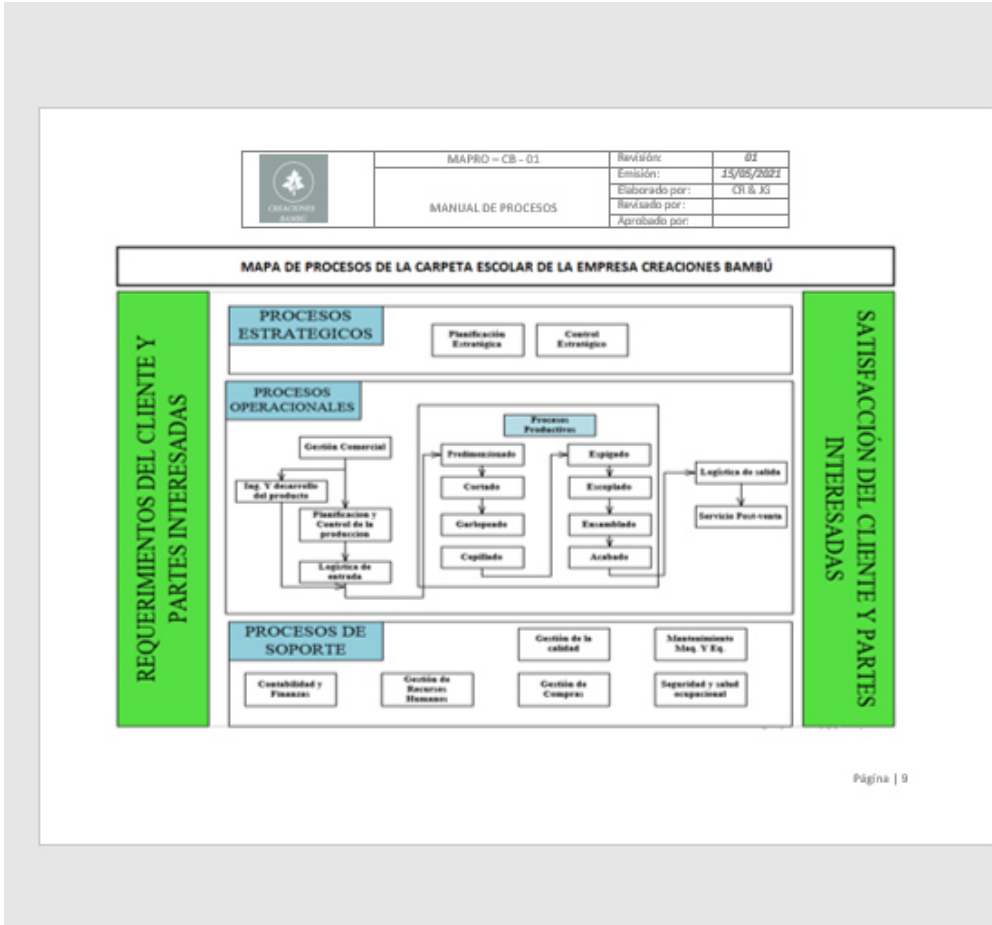 CREACIONES
BAMBÚ
MAPRO – CB - 01
MANUAL DE PROCESOS
Revisión: 01
Emisión: 15/05/2021
Elaborado por: CR & JG
Revisado por:
Aprobado por:
MAPA DE PROCESOS DE LA CARPETA ESCOLAR DE LA EMPRESA CREACIONES BAMBÚ
REQUERIMIENTOS DEL CLIENTE Y
PARTES INTERESADAS
PROCESOS
ESTRATEGICOS
Planificación
Estratégica
Control
Estratégico
PROCESOS
OPERACIONALES
Gestión Comercial
Ing. Y desarrollo
del producto
Planificacion y
Control de la
produccion
Logística de
entrada
Procesos
Productivos
Predimensionado
Cortado
Garlopeado
Cepillado
Espigado
Escoplado
Ensamblado
Acabado
Logística de salida
Servicio Post-venta
PROCESOS DE
SOPORTE
Gestión de la
calidad
Mantenimiento
Maq. Y Eq.
Contabilidad y
Finanzas
Gestión de
Recursos
Humanos
Gestión de
Compras
Seguridad y salud
ocupacional
SATISFACCIÓN DEL CLIENTE Y PARTES
INTERESADAS
Página | 9